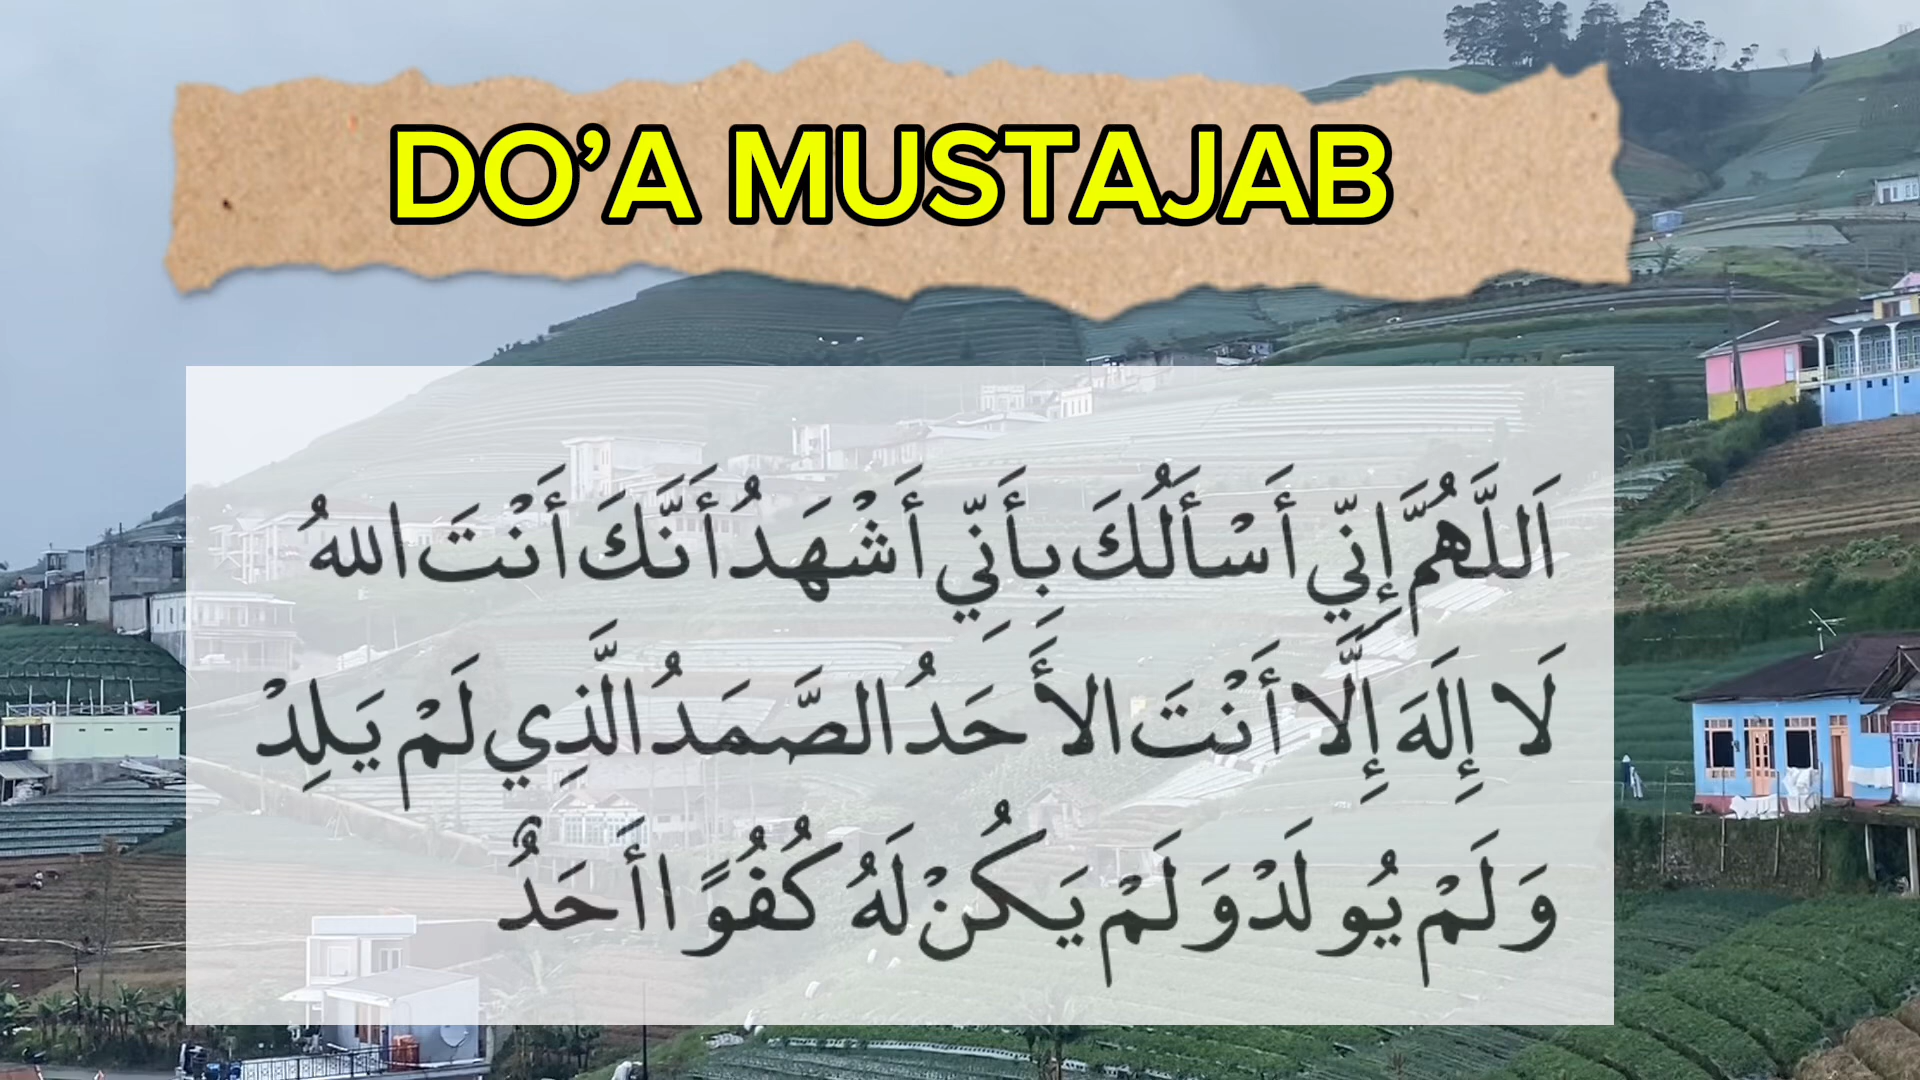 DO’A MUSTAJAB
اَللَّهُمَّ إِنِّي أَسْأَلُكَ بِأَنِّي أَشْهَدُ أَنَّكَ أَنْتَ اللهُ
لَا إِلَهَ إِلَّا أَنْتَ الأَحَدُ الصَّمَدُ الَّذِي لَمْ يَلِدْ
وَلَمْ يُولَدْ وَلَمْ يَكُنْ لَهُ كُفُوًا أَحَدٌ